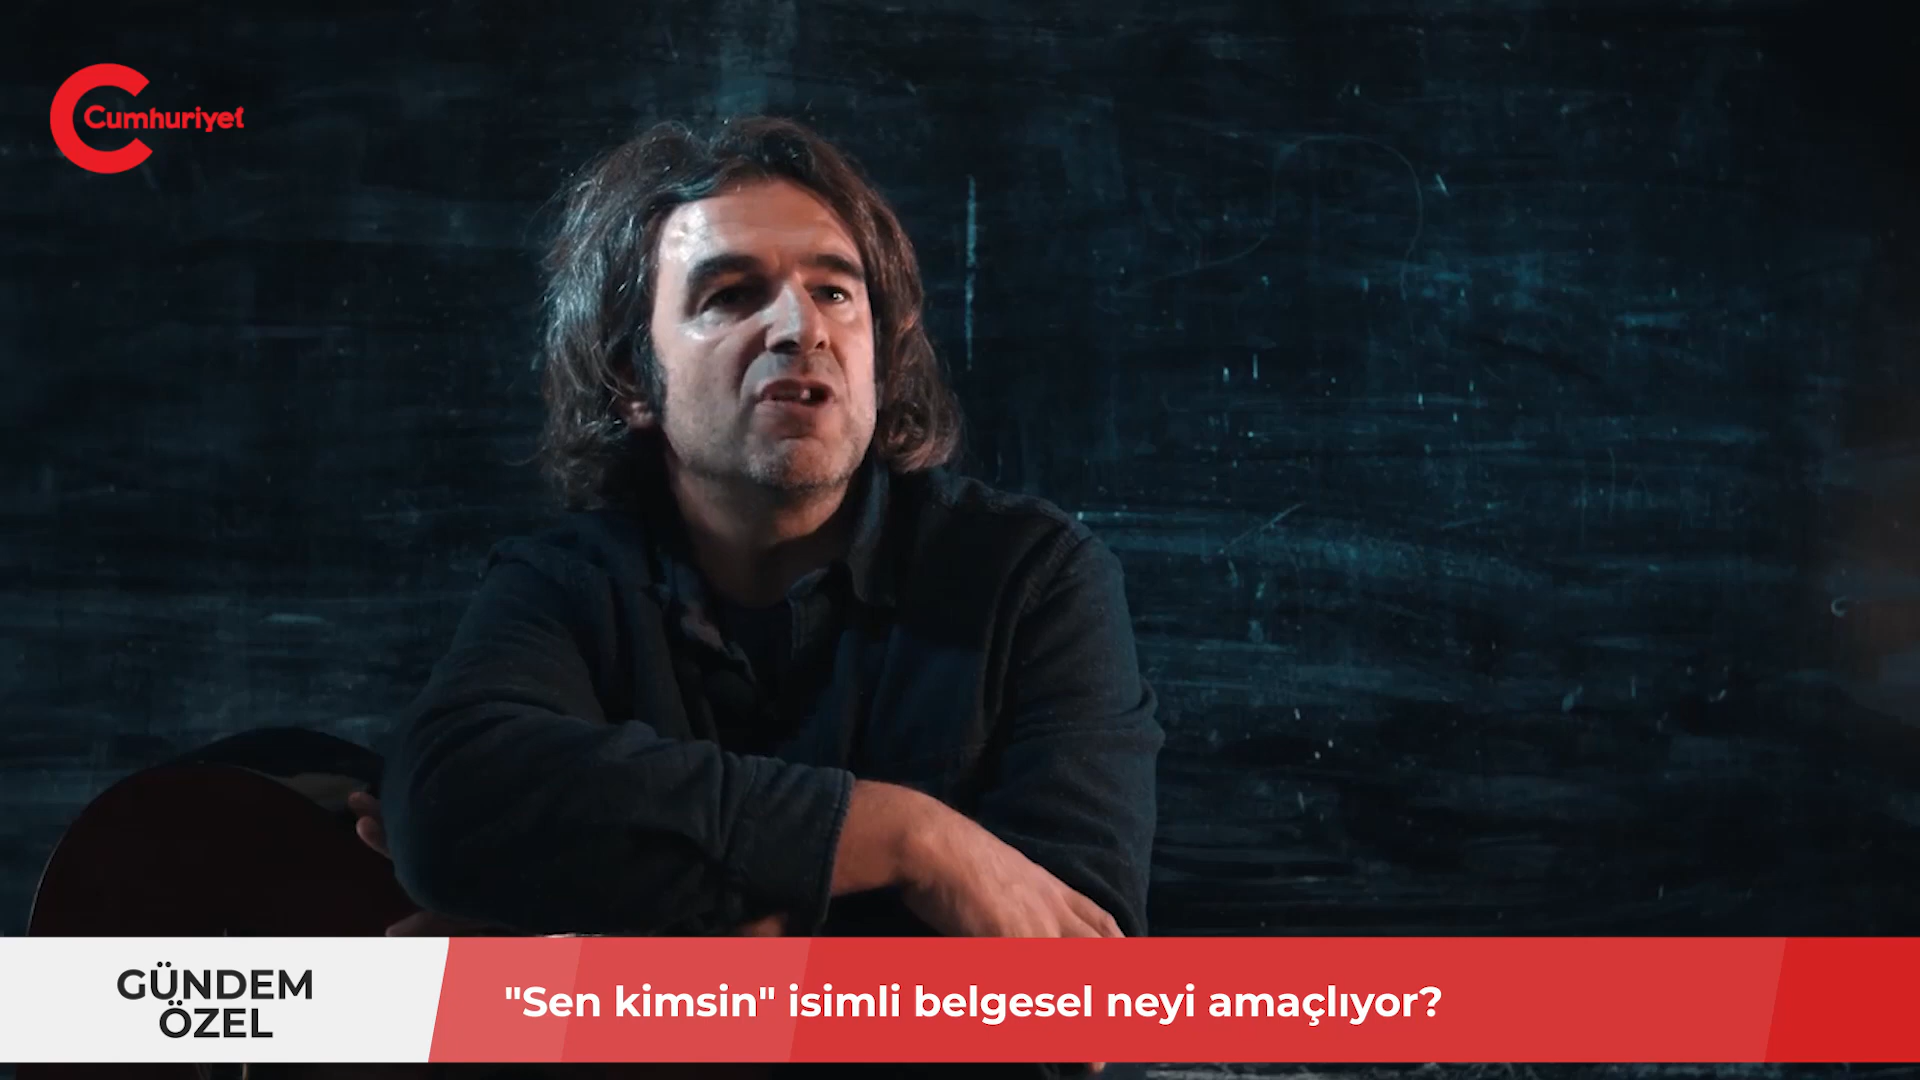 Cumhuriyet
GÜNDEM
ÖZEL
"Sen kimsin" isimli belgesel neyi amaçlıyor?